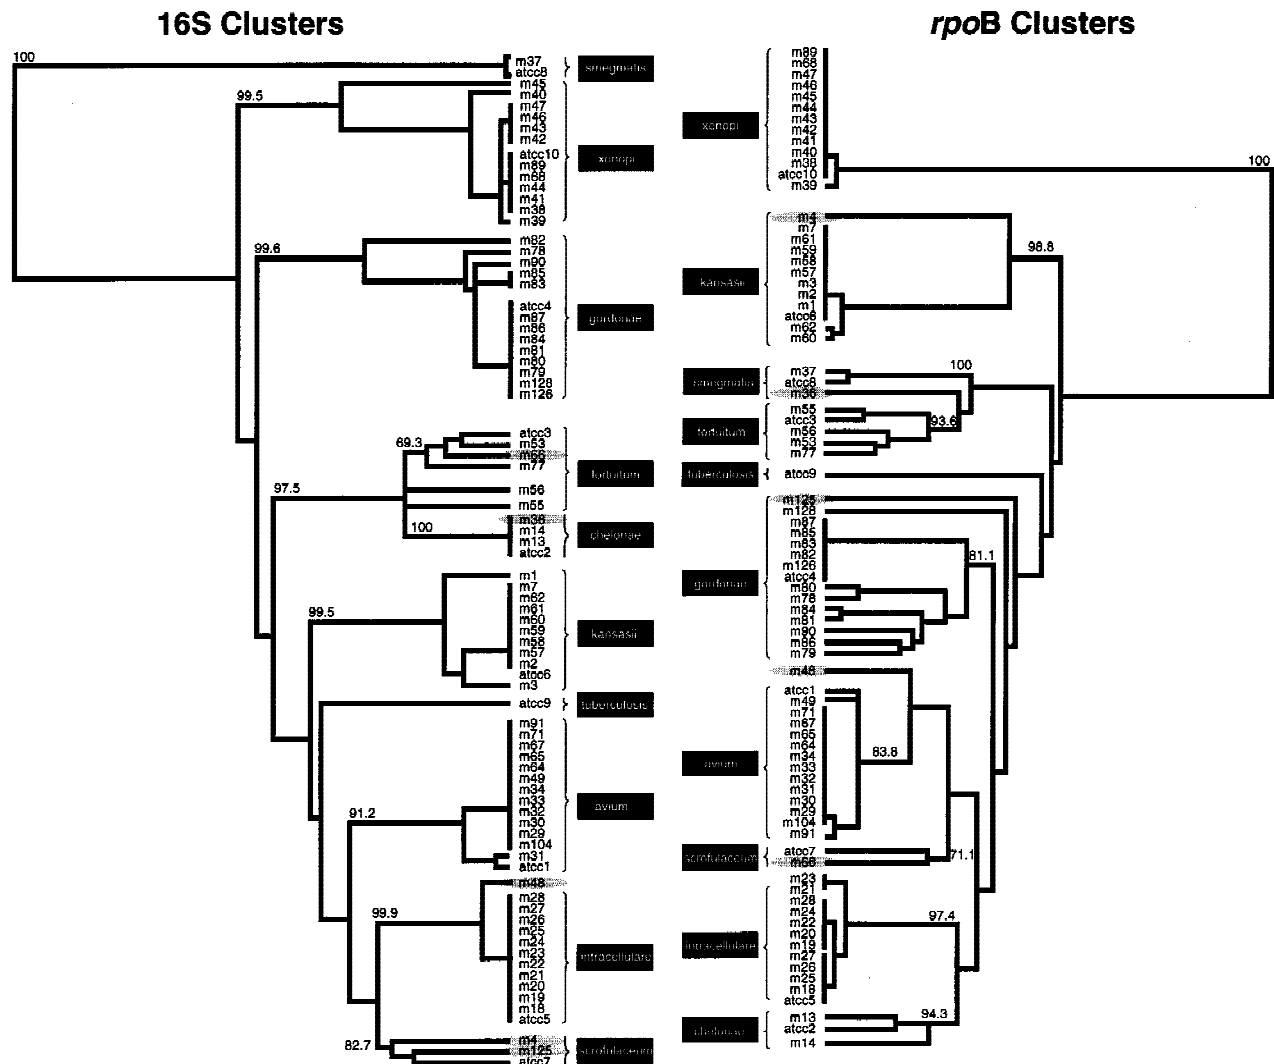 16S Clusters
100
m37
atcc8
smegmatis
99.5
m45
m40
m47
m46
m43
m42
atcc10
m89
m68
m44
m41
m38
m39
xenopi
99.6
m82
m78
m90
m85
m83
atcc4
m87
m86
m84
m81
m80
m79
m128
m126
gordonae
97.5
69.3
atcc3
m53
m66
m77
m56
m55
fortuitum
100
m36
m14
m13
atcc2
chelonae
99.5
m1
m7
m62
m61
m60
m59
m58
m57
m2
atcc6
m3
kansasii
atcc9
tuberculosis
91.2
m91
m71
m67
m65
m64
m49
m34
m33
m32
m30
m29
m104
m31
atcc1
avium
99.9
m48
m28
m27
m26
m25
m24
m23
m22
m21
m20
m19
m18
atcc5
intracellulare
82.7
m4
m125
atcc7
scrofulaceum
rpoB Clusters
m89
m68
m47
m46
m45
m44
m43
m42
m41
m40
m38
atcc10
m39
xenopi
100
m4
m7
m61
m59
m58
m57
m3
m2
m1
atcc6
m62
m60
kansasii
98.8
m37
atcc8
m36
smegmatis
100
m55
atcc3
m56
m53
m77
fortuitum
93.6
atcc9
tuberculosis
m125
m128
m87
m85
m83
m82
m126
atcc4
m80
m78
m84
m81
m90
m86
m79
gordonae
81.1
m48
atcc1
m49
m71
m67
m65
m64
m34
m33
m32
m31
m30
m29
m104
m91
avium
83.8
atcc7
m66
scrofulaceum
71.1
m23
m21
m28
m24
m22
m20
m19
m27
m26
m25
m18
atcc5
intracellulare
97.4
m13
atcc2
m14
chelonae
94.3